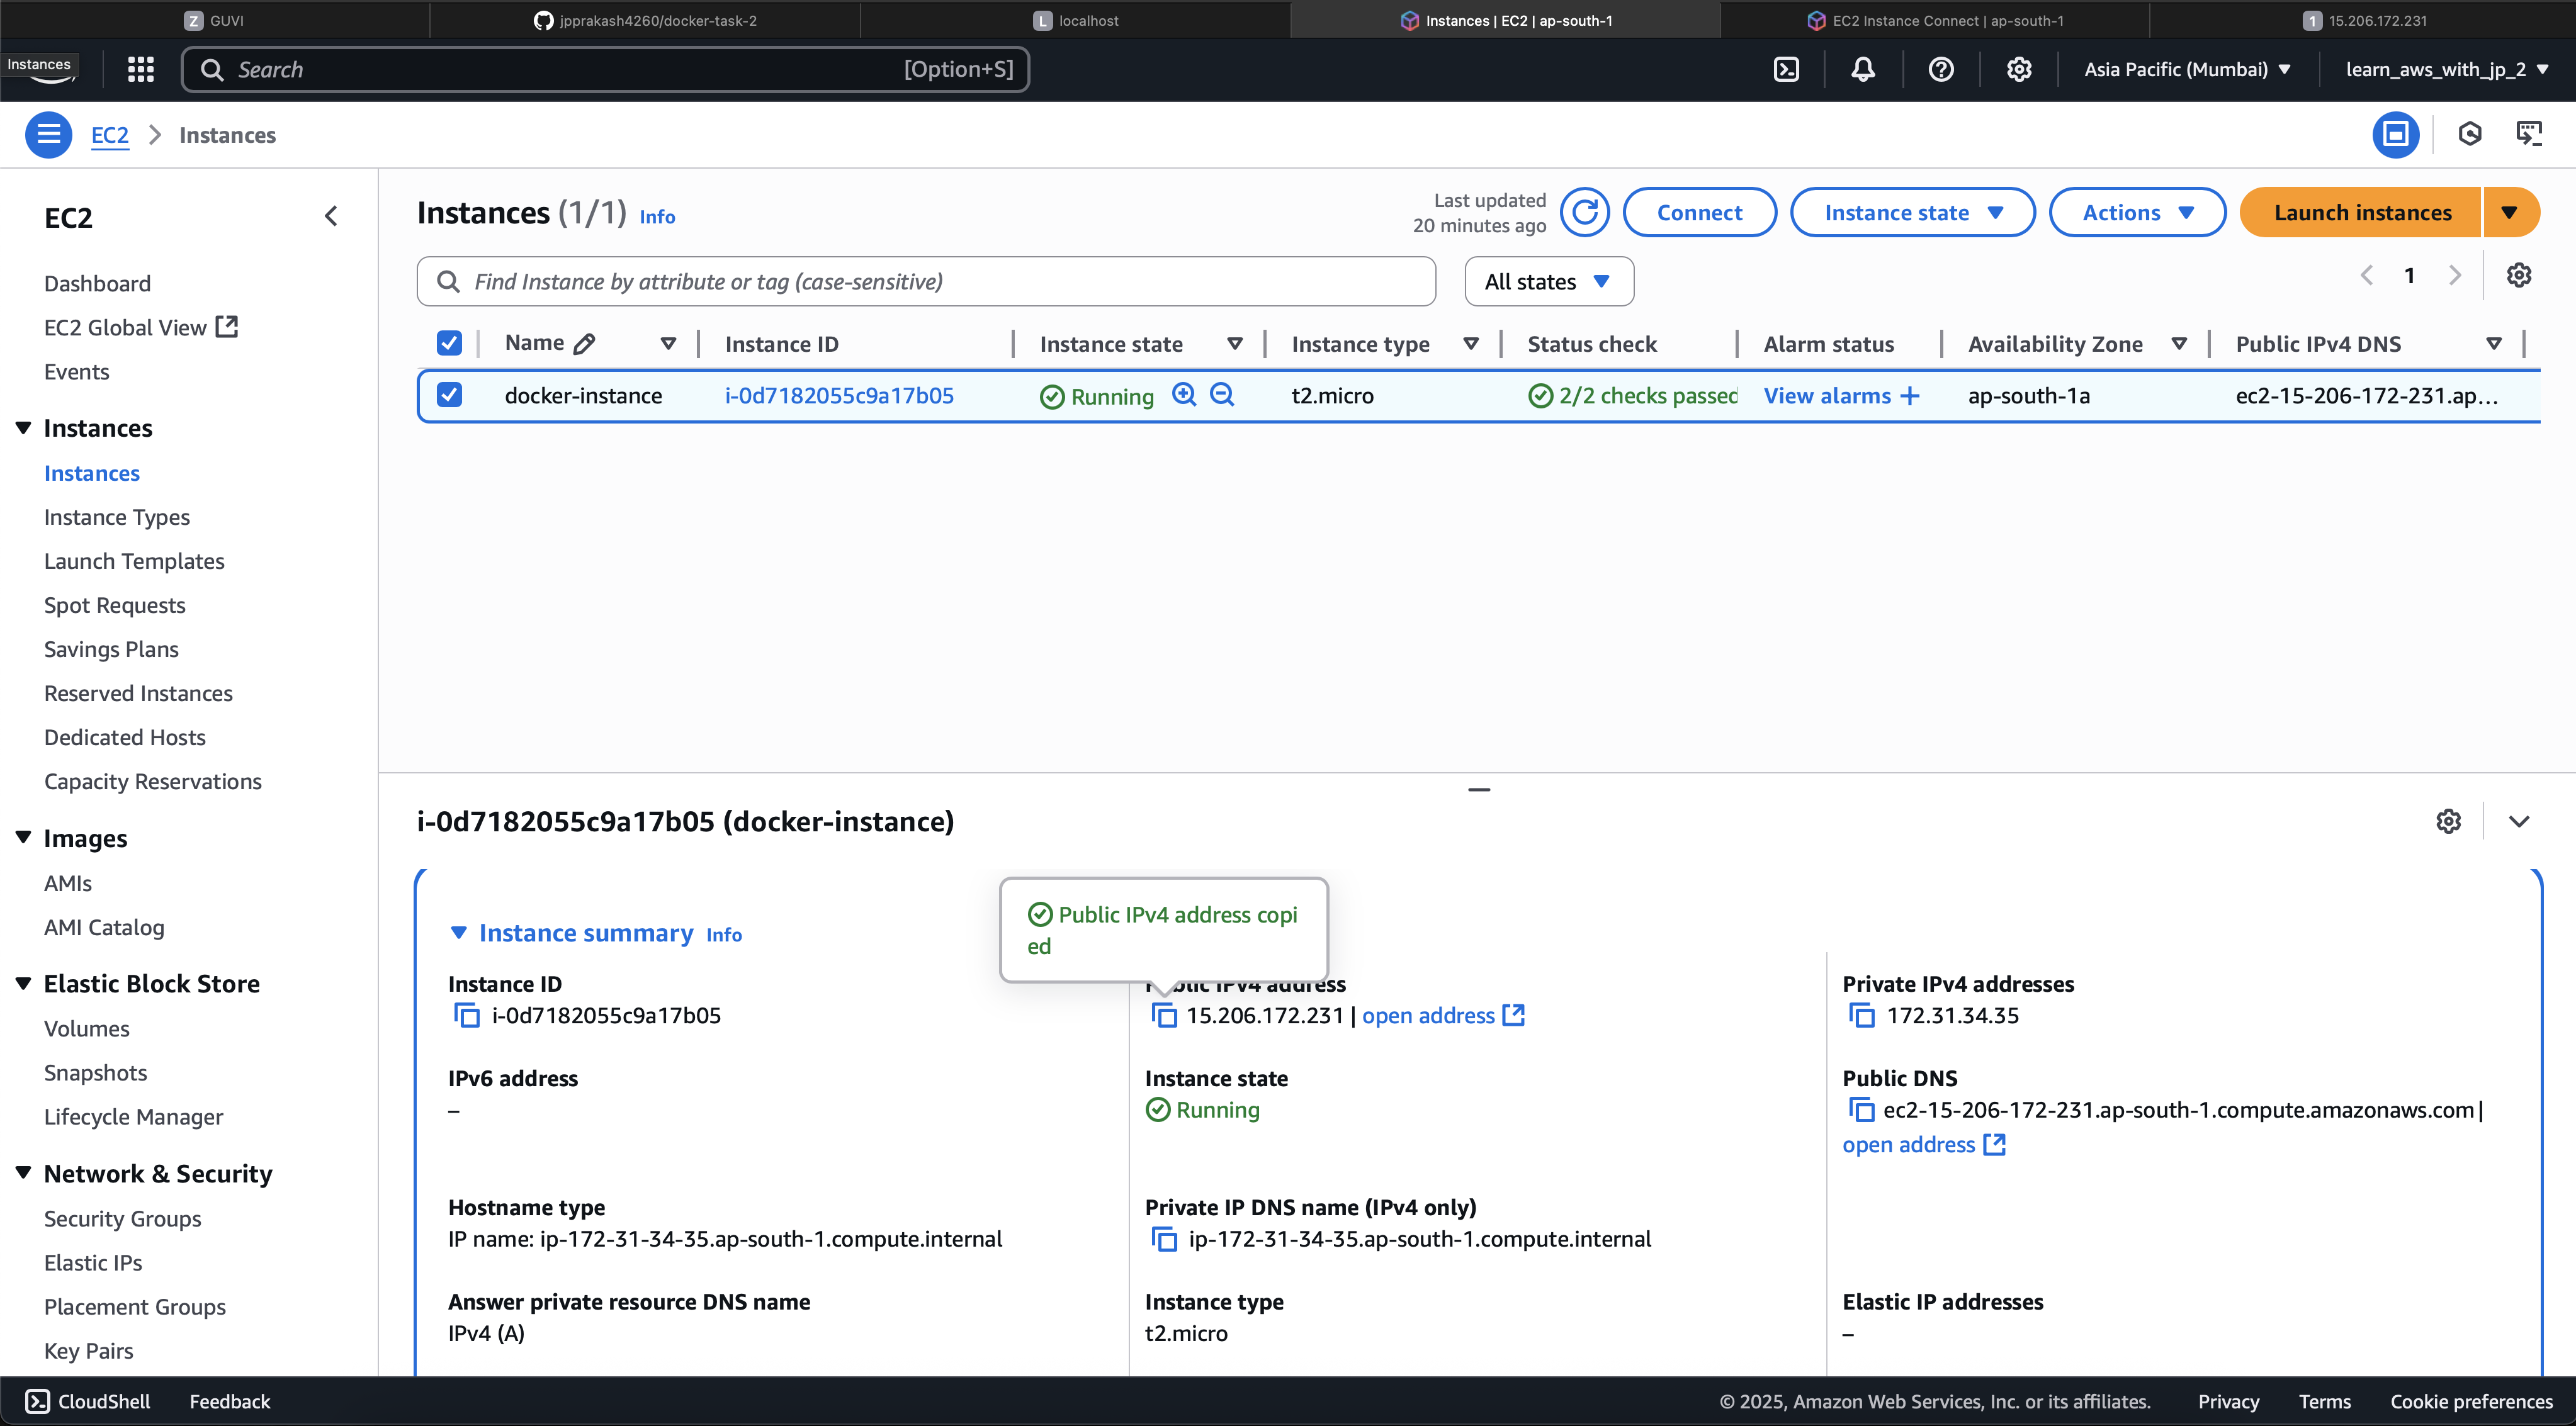 GUVI
jpprakash4260/docker-task-2
L localhost
Instances | EC2 | ap-south-1
EC2 Instance Connect | ap-south-1
1 15.206.172.231
Instances
Search
[Option+S]
Asia Pacific (Mumbai)
learn_aws_with_jp_2
EC2
Instances
EC2
Dashboard
EC2 Global View
Events
Instances
Instances
Instance Types
Launch Templates
Spot Requests
Savings Plans
Reserved Instances
Dedicated Hosts
Capacity Reservations
Images
AMIs
AMI Catalog
Elastic Block Store
Volumes
Snapshots
Lifecycle Manager
Network & Security
Security Groups
Elastic IPs
Placement Groups
Key Pairs
Instances (1/1) Info
Last updated
20 minutes ago
Connect
Instance state
Actions
Launch instances
Find Instance by attribute or tag (case-sensitive)
All states
1
Name Instance ID Instance state Instance type Status check Alarm status Availability Zone Public IPv4 DNS
docker-instance i-0d7182055c9a17b05 Running t2.micro 2/2 checks passed View alarms + ap-south-1a ec2-15-206-172-231.ap...
i-0d7182055c9a17b05 (docker-instance)
Public IPv4 address copi
ed
Instance summary Info
Instance ID
i-0d7182055c9a17b05
Public IPv4 address
15.206.172.231 | open address
Private IPv4 addresses
172.31.34.35
IPv6 address
–
Instance state
Running
Public DNS
ec2-15-206-172-231.ap-south-1.compute.amazonaws.com |
open address
Hostname type
IP name: ip-172-31-34-35.ap-south-1.compute.internal
Private IP DNS name (IPv4 only)
ip-172-31-34-35.ap-south-1.compute.internal
Answer private resource DNS name
IPv4 (A)
Instance type
t2.micro
Elastic IP addresses
–
CloudShell
Feedback
© 2025, Amazon Web Services, Inc. or its affiliates.
Privacy
Terms
Cookie preferences